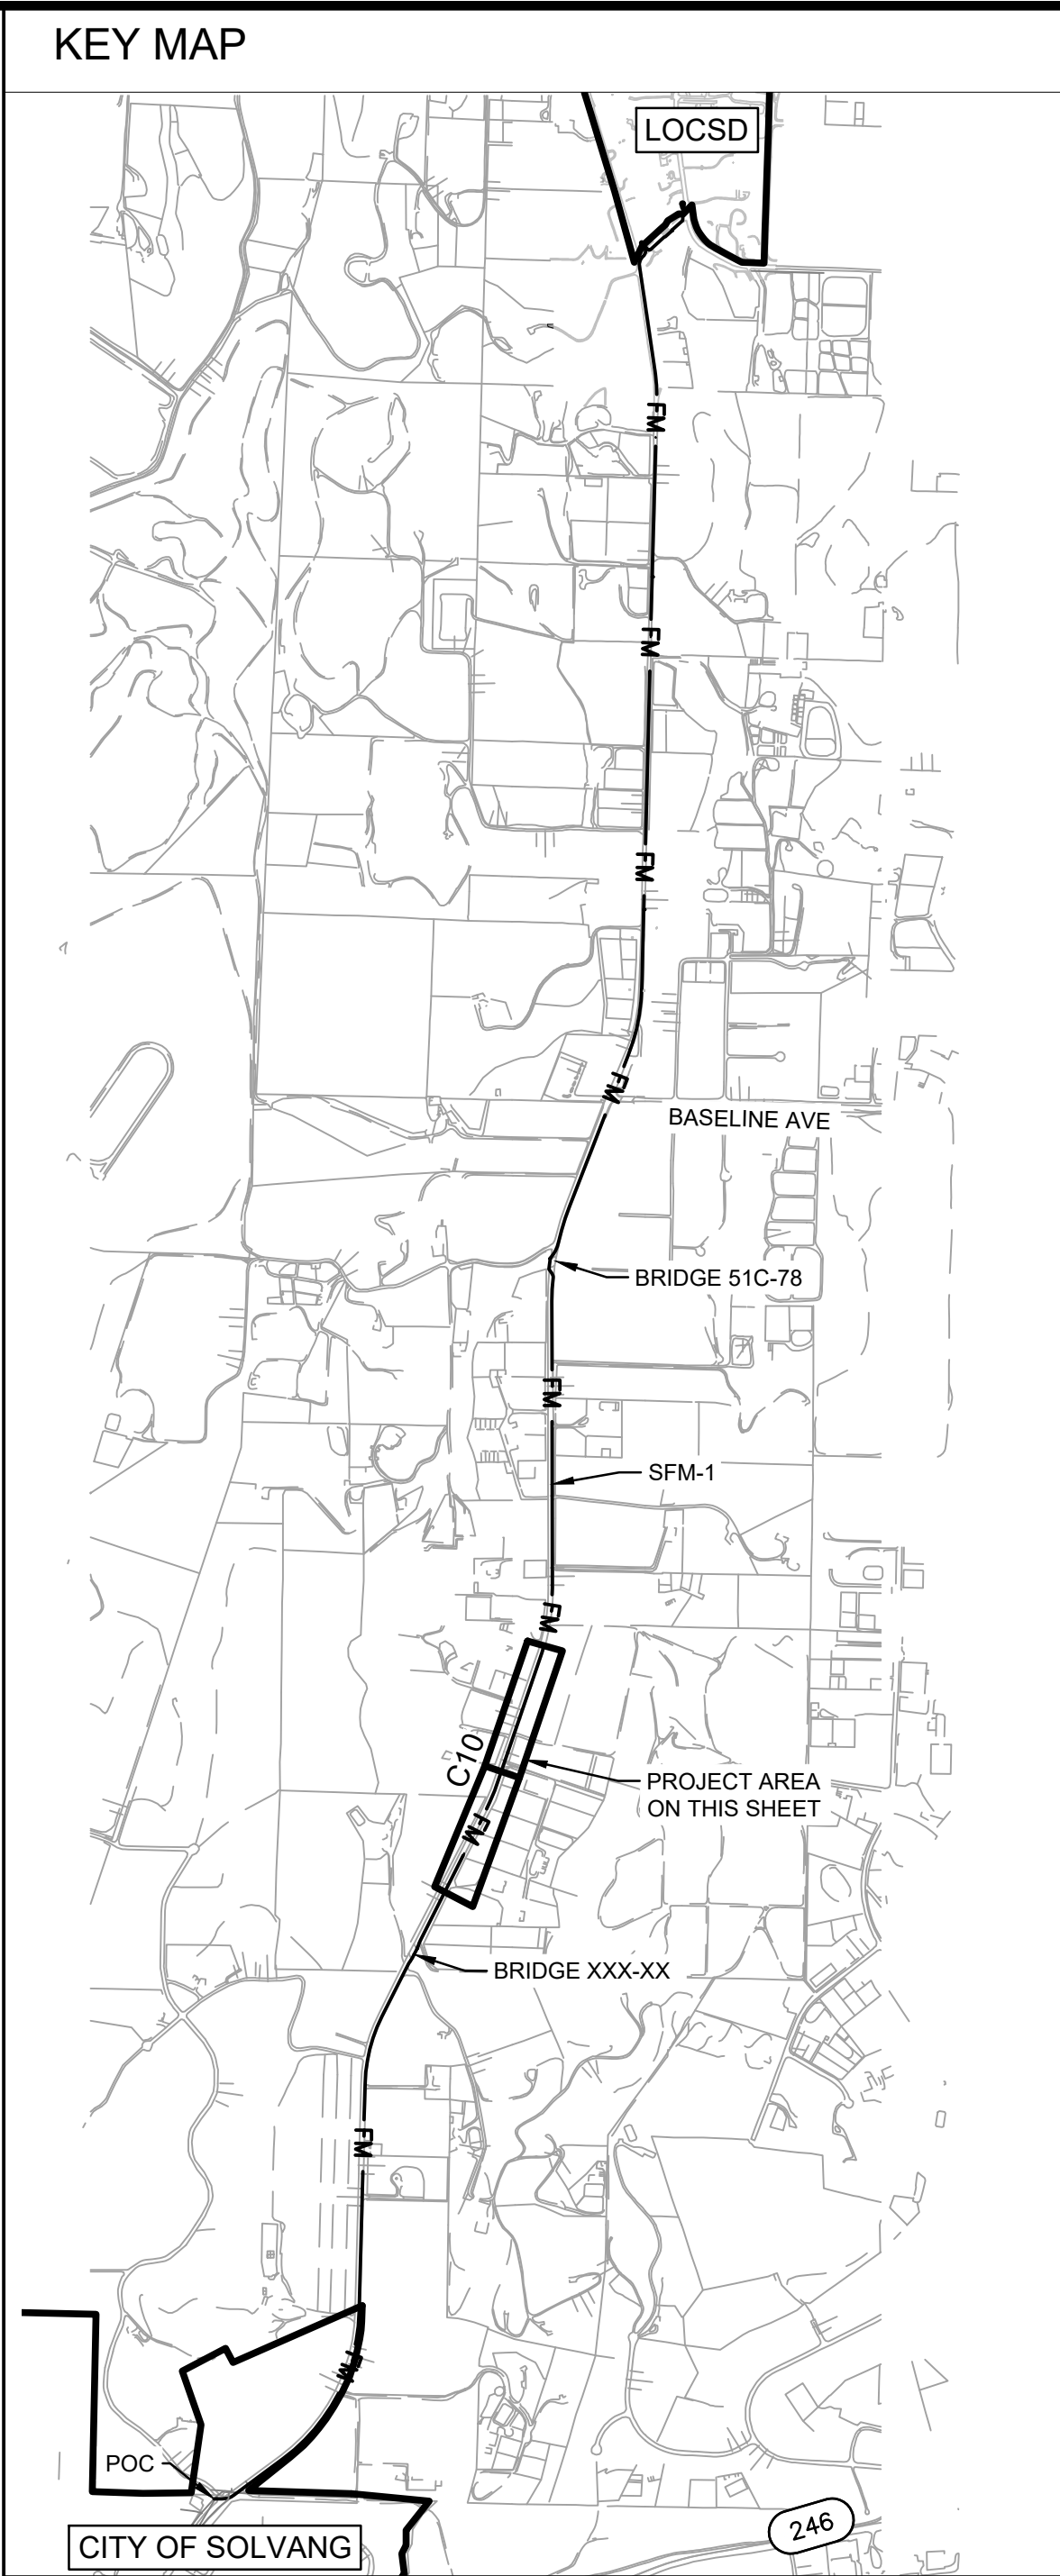 KEY MAP
LOCSD
FM
FM
FM
FM
BASELINE AVE
BRIDGE 51C-78
FM
SFM-1
FM
C10
PROJECT AREA
ON THIS SHEET
FM
BRIDGE XXX-XX
FM
FM
POC
246
CITY OF SOLVANG